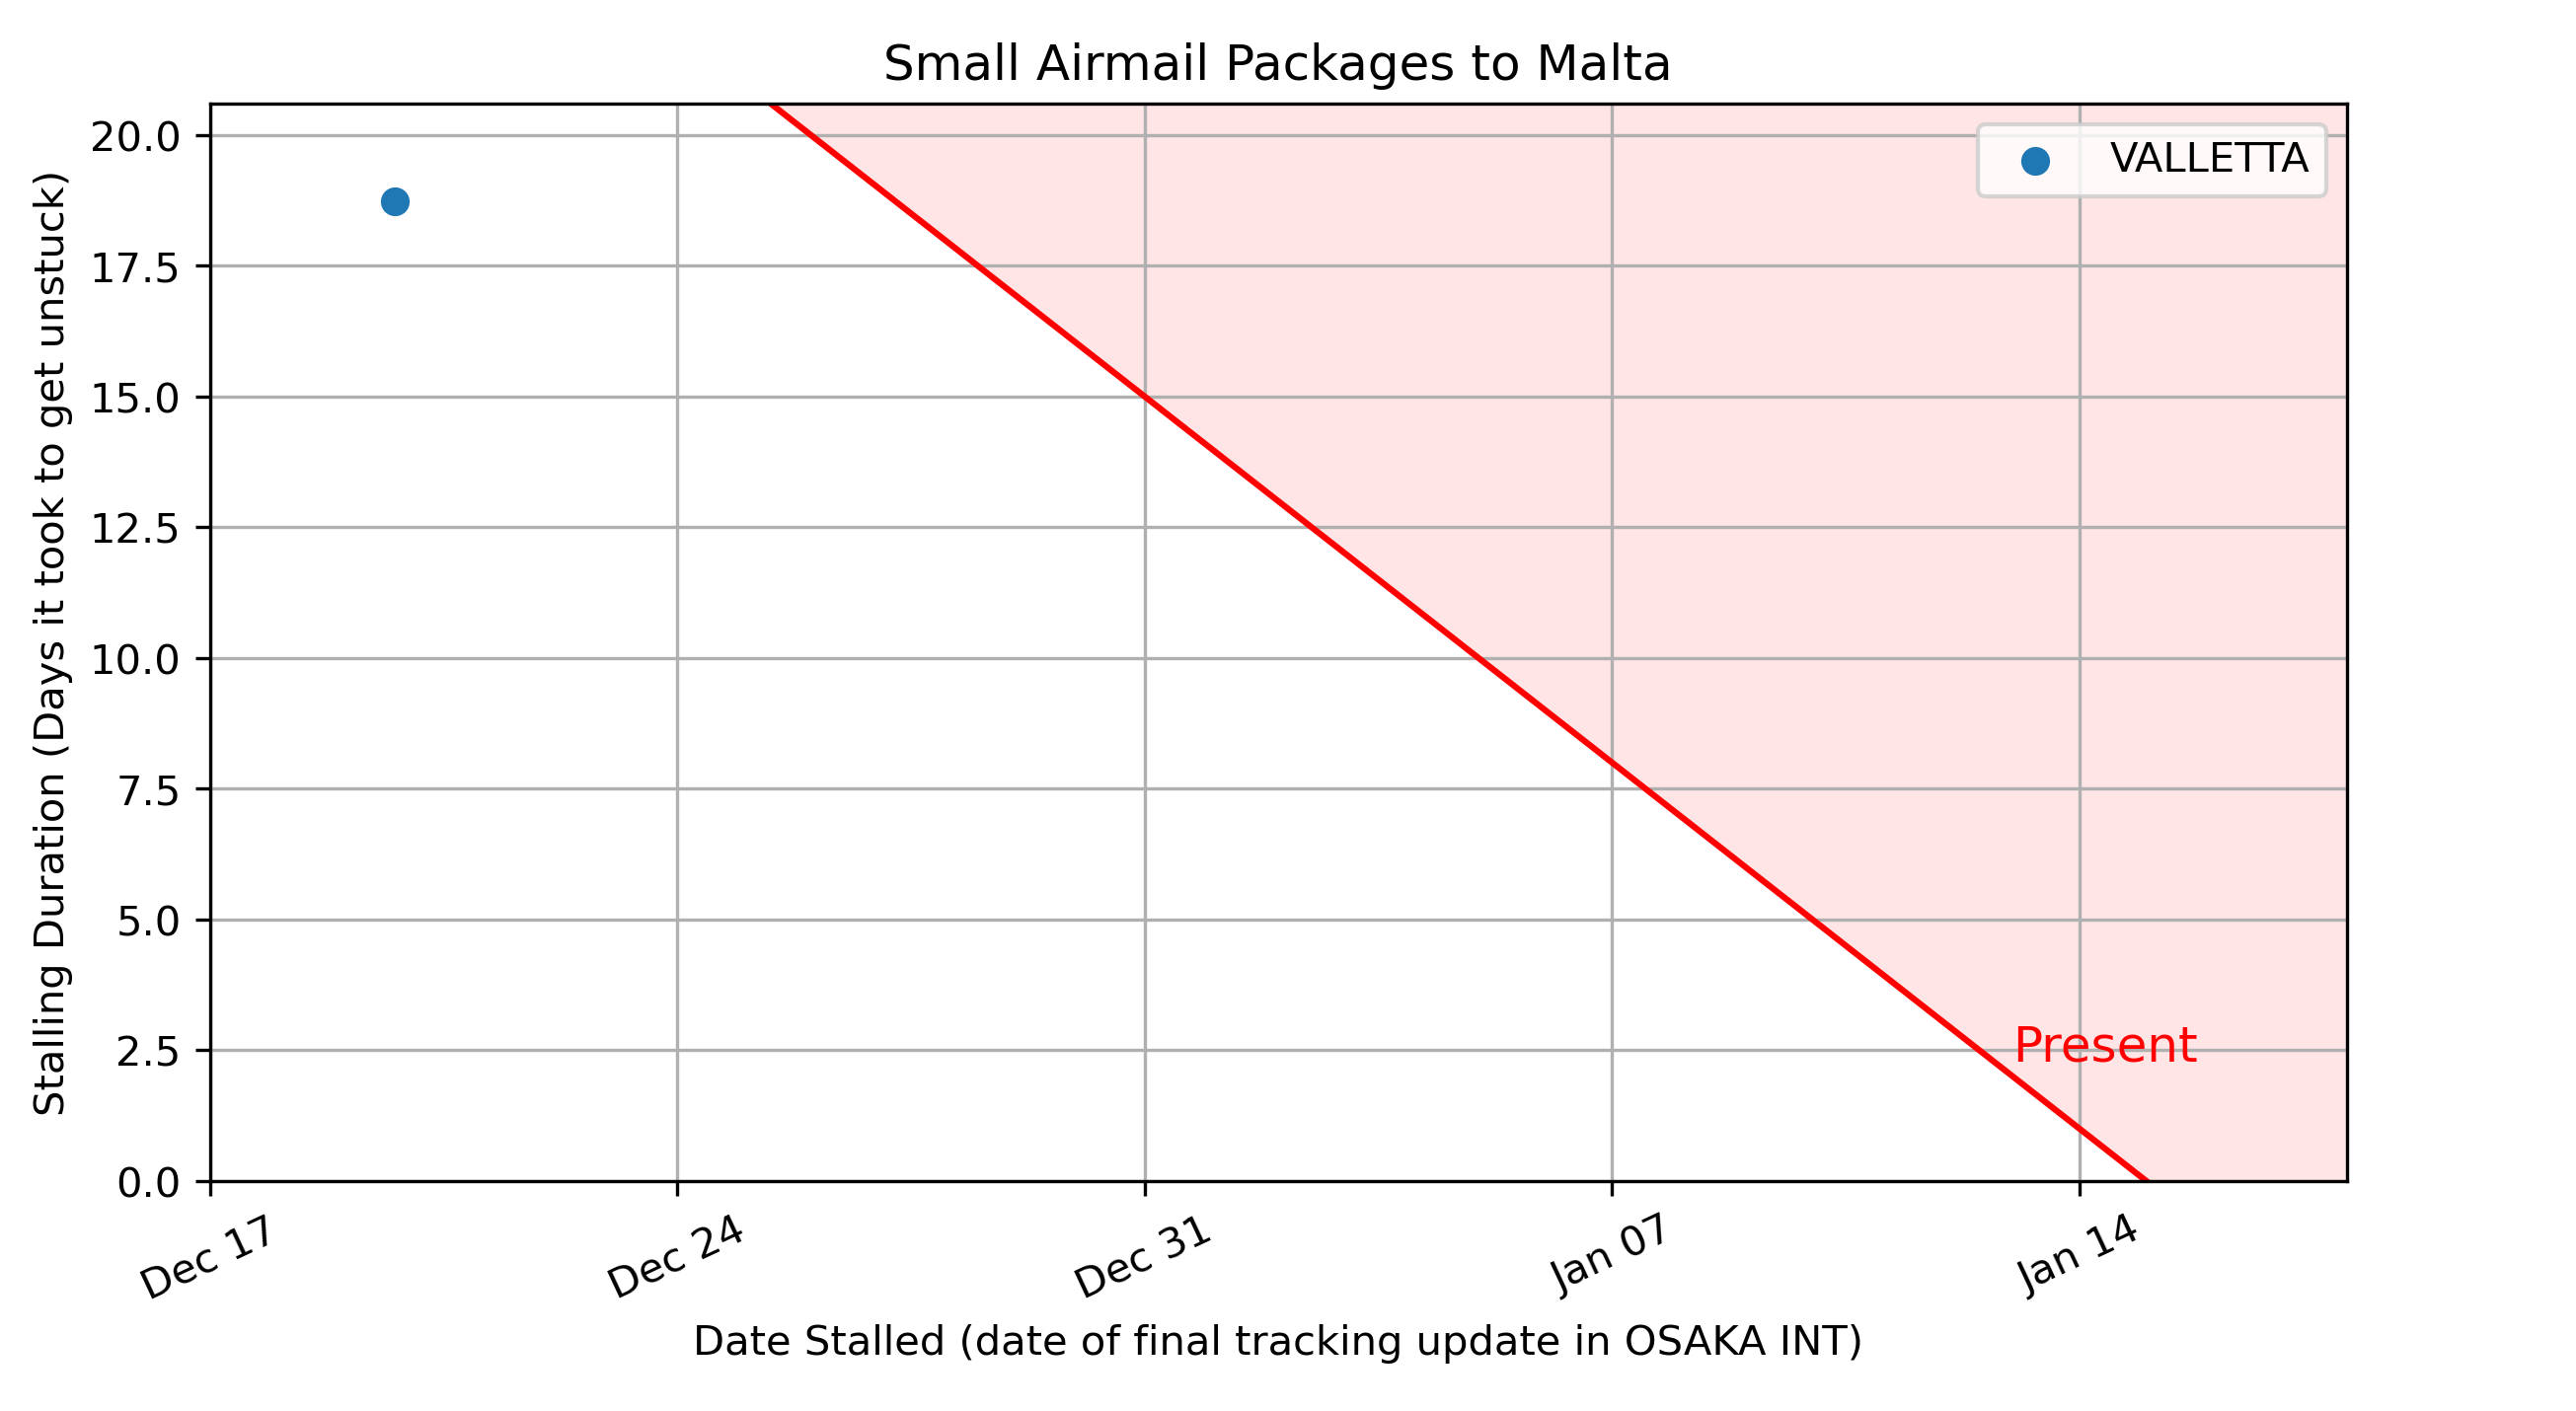 Small Airmail Packages to Malta
VALLETTA
Stalling Duration (Days it took to get unstuck)
20.0
17.5
15.0
12.5
10.0
7.5
5.0
2.5
0.0
Present
Dec 17
Dec 24
Dec 31
Jan 07
Jan 14
Date Stalled (date of final tracking update in OSAKA INT)